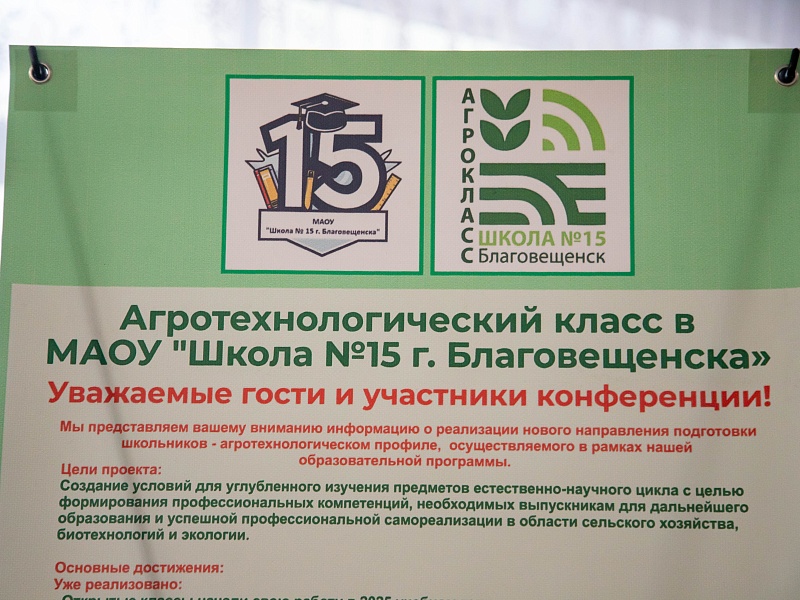 15
МАОУ
"Школа № 15 г. Благовещенска"
АГРОКЛАСС
ШКОЛА №15
Благовещенск
Агротехнологический класс в
МАОУ "Школа №15 г. Благовещенска»
Уважаемые гости и участники конференции!
Мы представляем вашему вниманию информацию о реализации нового направления подготовки
школьников - агротехнологическом профиле, осуществляемого в рамках нашей
образовательной программы.
Цели проекта:
Создание условий для углубленного изучения предметов естественно-научного цикла с целью
формирования профессиональных компетенций, необходимых выпускникам для дальнейшего
образования и успешной профессиональной самореализации в области сельского хозяйства,
биотехнологий и экологии.
Основные достижения:
Уже реализовано: